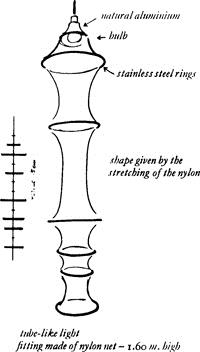 natural aluminium
bulb
stainless steel rings
shape given by the
stretching of the nylon
tube-like light
fitting made of nylon net – 1.60 m. high